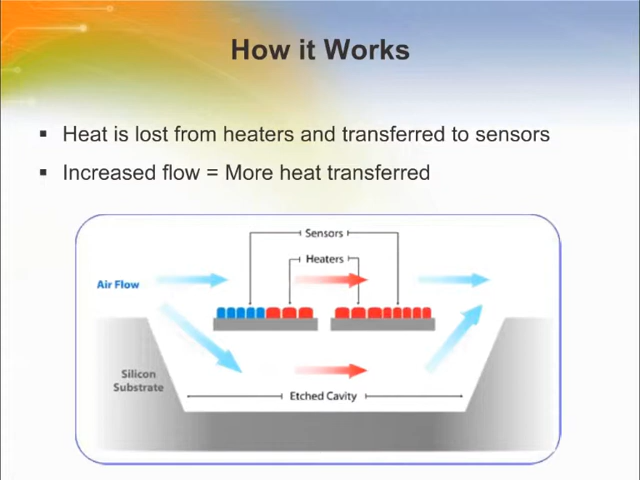 How it Works
▪ Heat is lost from heaters and transferred to sensors
▪ Increased flow = More heat transferred
Sensors
Heaters
Air Flow
Silicon
Substrate
Etched Cavity